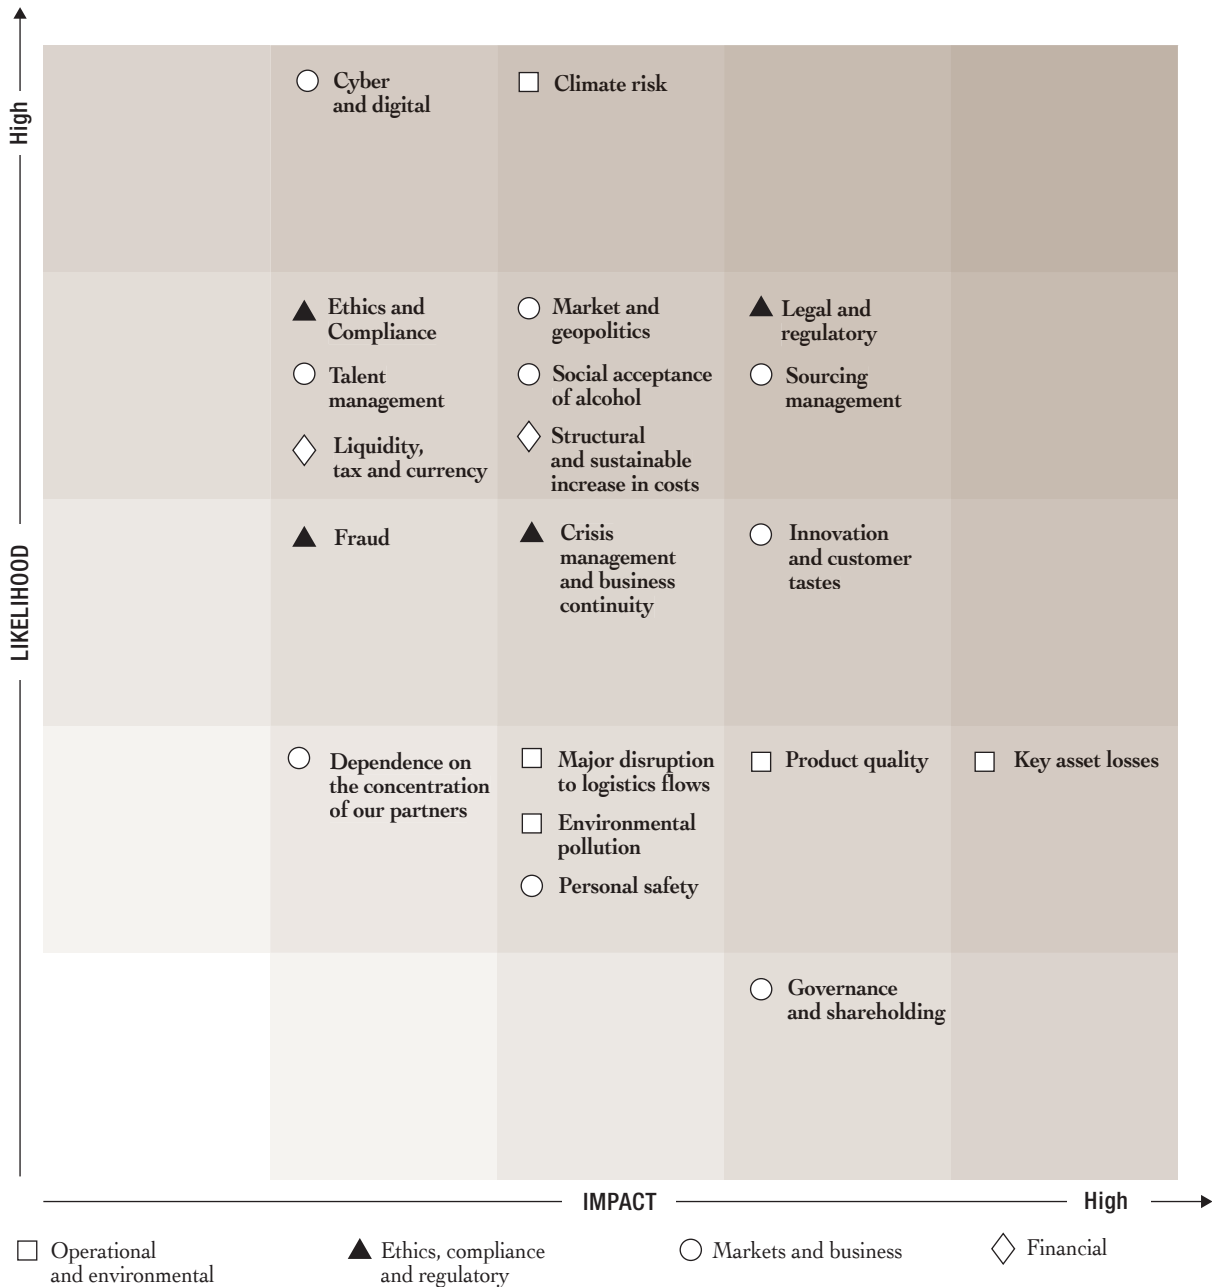 High
LIKELIHOOD
Cyber
and digital
Climate risk
Ethics and
Compliance
Market and
geopolitics
Legal and
regulatory
Talent
management
Social acceptance
of alcohol
Sourcing
management
Liquidity,
tax and currency
Structural
and sustainable
increase in costs
Fraud
Crisis
management
and business
continuity
Innovation
and customer
tastes
Dependence on
the concentration
of our partners
Major disruption
to logistics flows
Product quality
Key asset losses
Environmental
pollution
Personal safety
Governance
and shareholding
IMPACT
High
Operational
and environmental
Ethics, compliance
and regulatory
Markets and business
Financial